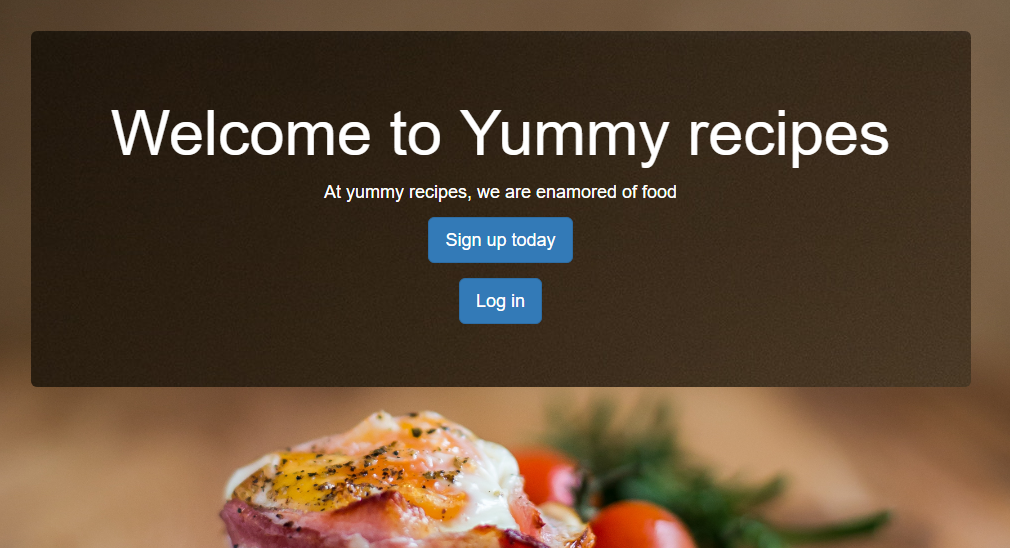 Welcome to Yummy recipes
At yummy recipes, we are enamored of food
Sign up today
Log in